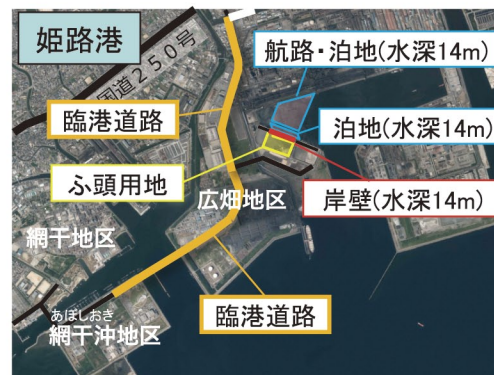 姫路港
国道250号
航路・泊地(水深14m)
臨港道路
泊地(水深14m)
ふ頭用地
岸壁(水深14m)
広畑地区
網干地区
臨港道路
あぼしおき
網干沖地区